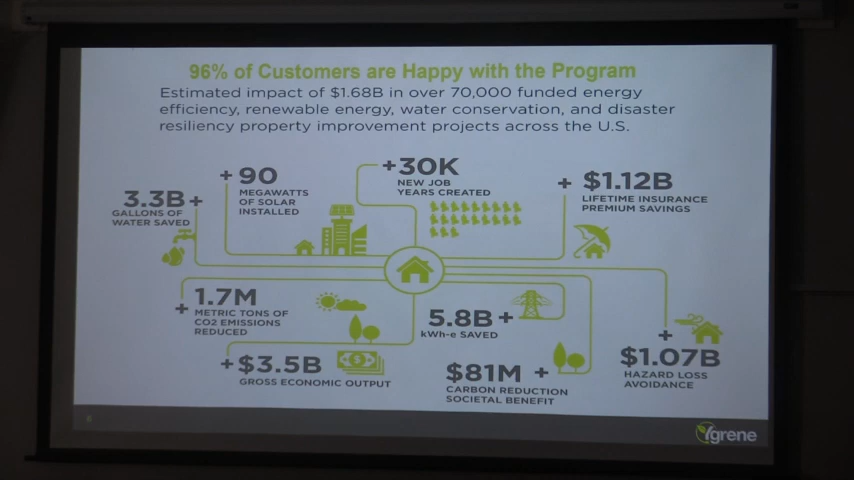 96% of Customers are Happy with the Program
Estimated impact of $1.68B in over 70,000 funded energy
efficiency, renewable energy, water conservation, and disaster
resiliency property improvement projects across the U.S.
3.3B+
GALLONS OF
WATER SAVED
+90
MEGAWATTS
OF SOLAR
INSTALLED
+30K
NEW JOB
YEARS CREATED
+ $1.12B
LIFETIME INSURANCE
PREMIUM SAVINGS
+ 1.7M
METRIC TONS OF
CO2 EMISSIONS
REDUCED
+$3.5B
GROSS ECONOMIC OUTPUT
5.8B+
kWh-e SAVED
$81M +
CARBON REDUCTION
SOCIETAL BENEFIT
+
$1.07B
HAZARD LOSS
AVOIDANCE
Ygrene